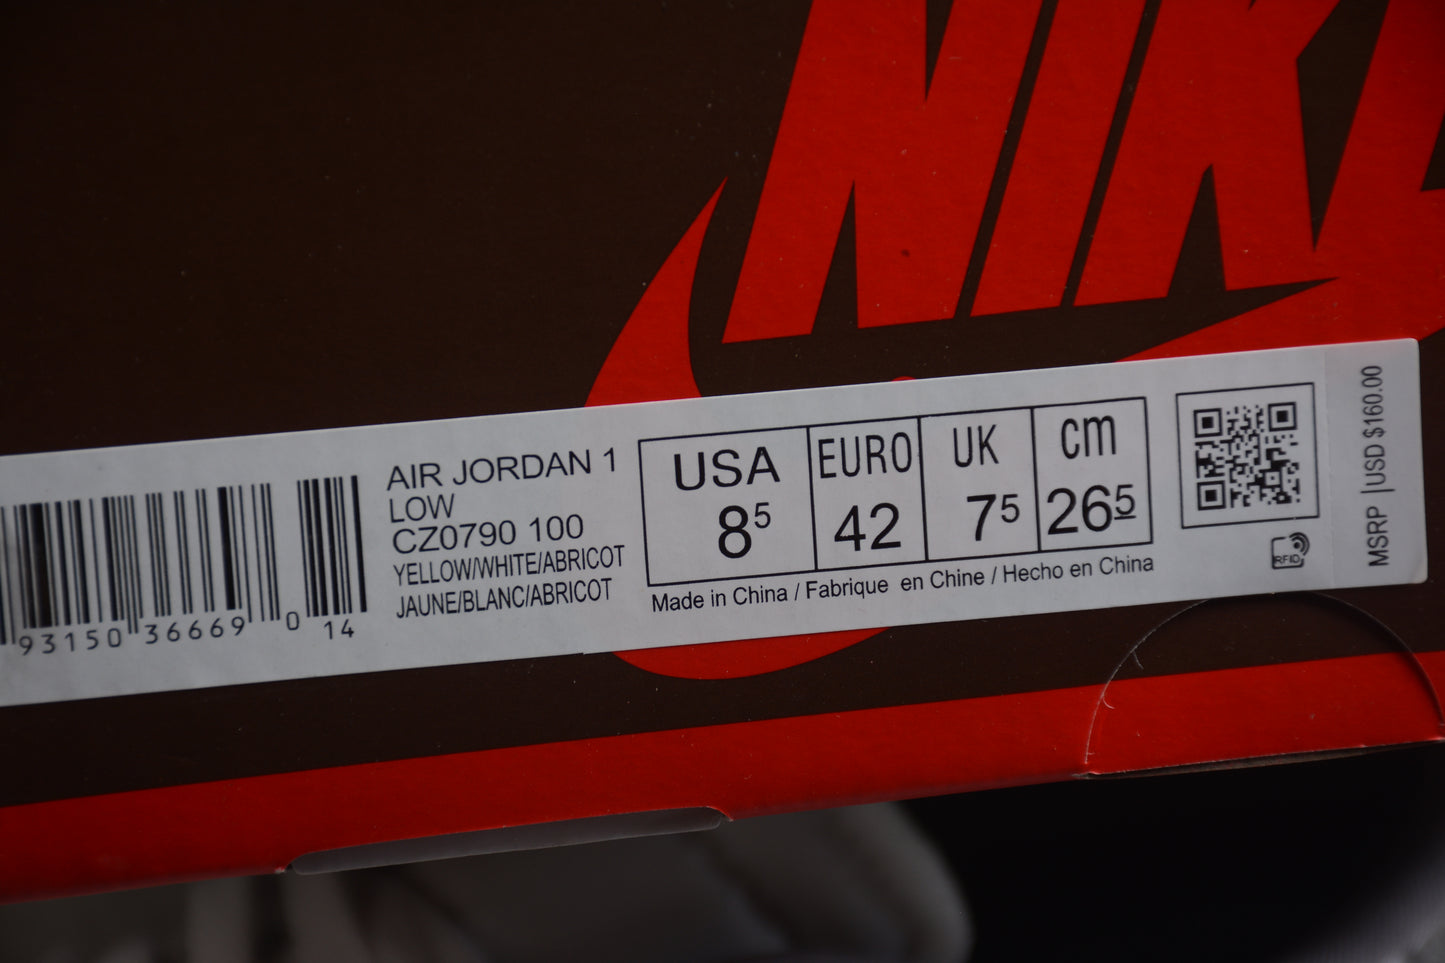 NIKE
AIR JORDAN 1
LOW
CZ0790 100
YELLOW/WHITE/ABRICOT
JAUNE/BLANC/ABRICOT
93150 36669 0 14
USA EURO UK cm
8⁵ 42 7⁵ 26⁵
Made in China / Fabrique en Chine / Hecho en China
RFID
MSRP |USD $160.00